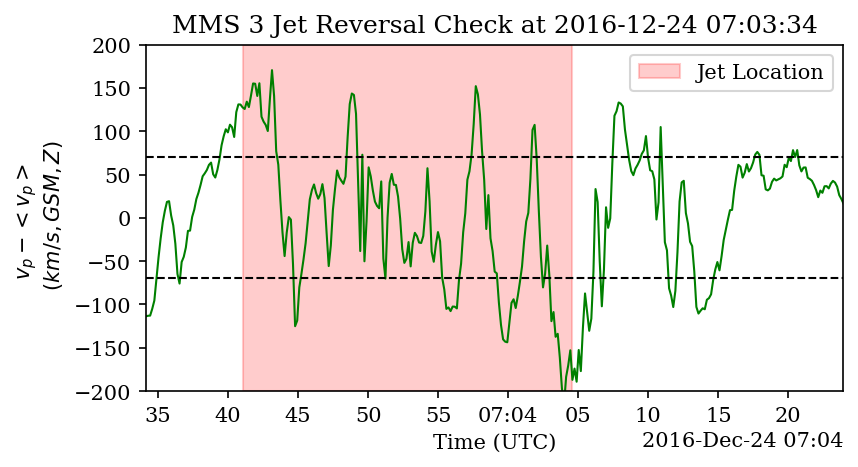 MMS 3 Jet Reversal Check at 2016-12-24 07:03:34
Jet Location
200
150
100
50
0
−50
−100
−150
−200
v_p − < v_p >
(km/s, GSM, Z)
35 40 45 50 55 07:04 05 10 15 20
Time (UTC)
2016-Dec-24 07:04